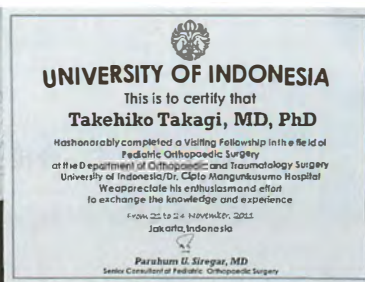 UNIVERSITY OF INDONESIA
This is to certify that
Takehiko Takagi, MD, PhD
Hashonorably completed a Visiting Fellowship in the field of
Pediatric Orthopaedic Surgery
at the Department of Orthopaedic and Traumatology Surgery
University of Indonesia/Dr. Cipto Mangunkusumo Hospital
Weappreciate his enthusiasm and effort
to exchange the knowledge and experience
From 21 to 24 November, 2011
Jakarta, Indonesia
Paruhum U. Siregar, MD
Senior Consultant of Pediatric Orthopaedic Surgery